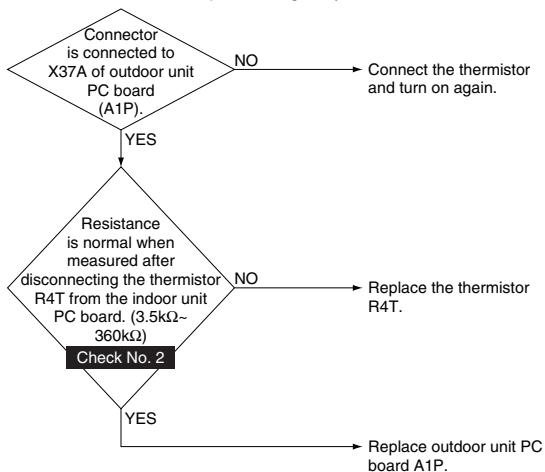 Connector
is connected to
X37A of outdoor unit
PC board
(A1P).
NO
Connect the thermistor
and turn on again.
YES
Resistance
is normal when
measured after
disconnecting the thermistor
R4T from the indoor unit
PC board. (3.5kΩ~
360kΩ)
Check No. 2
NO
Replace the thermistor
R4T.
YES
Replace outdoor unit PC
board A1P.